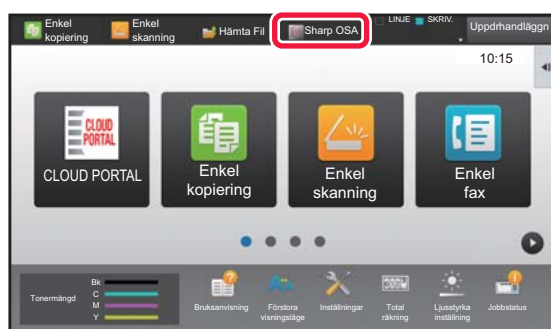 Enkel kopiering
Enkel skanning
Hämta Fil
Sharp OSA
LINJE
SKRIV.
Uppdrhandläggn
10:15
CLOUD PORTAL
CLOUD PORTAL
Enkel kopiering
Enkel skanning
Enkel fax
Tonermängd
Bk
C
M
Y
Bruksanvisning
Förstora visningsläge
Inställningar
Total räkning
Ljusstyrka inställning
Jobbstatus